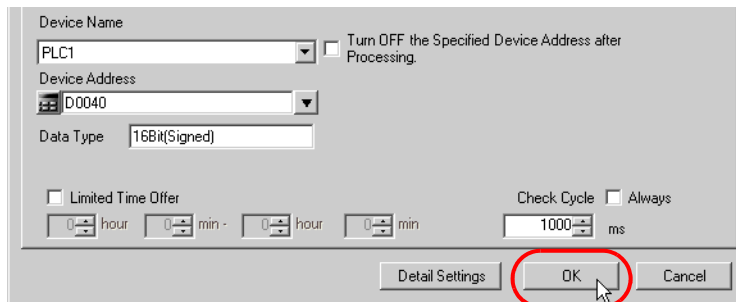 Device Name
PLC1
Turn OFF the Specified Device Address after
Processing.
Device Address
D0040
Data Type 16Bit(Signed)
Limited Time Offer
Check Cycle Always
0 hour 0 min - 0 hour 0 min
1000 ms
Detail Settings OK Cancel